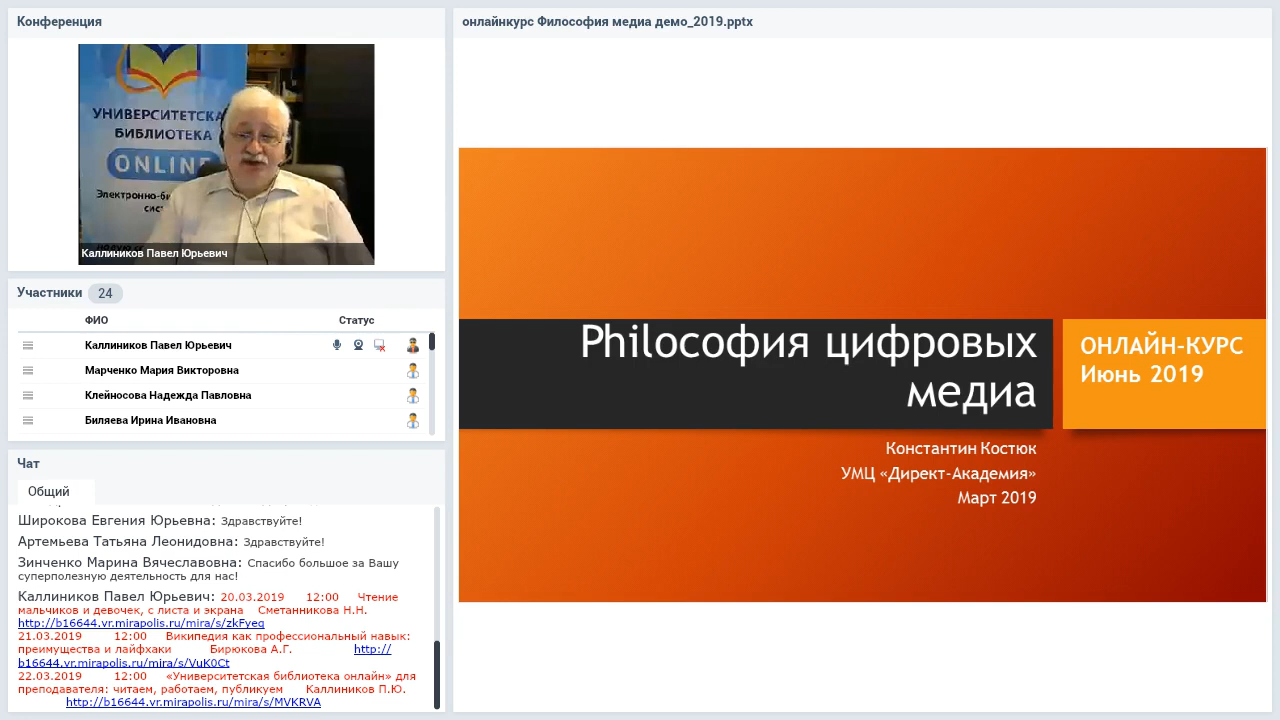 Конференция
УНИВЕРСИТЕТСКА
БИБЛИОТЕКА
ONLINE
Электронно-би
сист
Каллиников Павел Юрьевич
Участники 24
ФИО Статус
Каллиников Павел Юрьевич
Марченко Мария Викторовна
Клейносова Надежда Павловна
Биляева Ирина Ивановна
Чат
Общий
Широкова Евгения Юрьевна: Здравствуйте!
Артемьева Татьяна Леонидовна: Здравствуйте!
Зинченко Марина Вячеславовна: Спасибо большое за Вашу
суперполезную деятельность для нас!
Каллиников Павел Юрьевич: 20.03.2019 12:00 Чтение
мальчиков и девочек, с листа и экрана Сметанникова Н.Н.
http://b16644.vr.mirapolis.ru/mira/s/zkFyeq
21.03.2019 12:00 Википедия как профессиональный навык:
преимущества и лайфхаки Бирюкова А.Г. http://
b16644.vr.mirapolis.ru/mira/s/VuK0Ct
22.03.2019 12:00 «Университетская библиотека онлайн» для
преподавателя: читаем, работаем, публикуем Каллиников П.Ю.
http://b16644.vr.mirapolis.ru/mira/s/MVKRVA
онлайнкурс Философия медиа демо_2019.pptx
Philософия цифровых
медиа
ОНЛАЙН-КУРС
Июнь 2019
Константин Костюк
УМЦ «Директ-Академия»
Март 2019